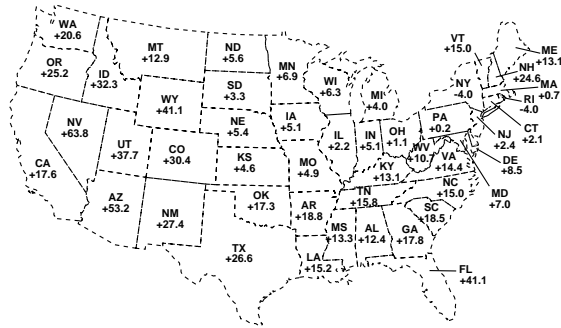 WA
+20.6
OR
+25.2
ID
+32.3
MT
+12.9
ND
+5.6
SD
+3.3
MN
+6.9
WI
+6.3
MI
+4.0
VT
+15.0
ME
+13.1
NH
+24.6
MA
+0.7
RI
-4.0
CT
+2.1
NY
-4.0
PA
+0.2
NJ
+2.4
DE
+8.5
MD
+7.0
NV
+63.8
WY
+41.1
NE
+5.4
IA
+5.1
IL
+2.2
IN
+5.1
OH
+1.1
WV
+10.7
VA
+14.4
CA
+17.6
UT
+37.7
CO
+30.4
KS
+4.6
MO
+4.9
KY
+13.1
NC
+15.0
AZ
+53.2
NM
+27.4
OK
+17.3
AR
+18.8
TN
+15.8
SC
+18.5
TX
+26.6
LA
+15.2
MS
+13.3
AL
+12.4
GA
+17.8
FL
+41.1